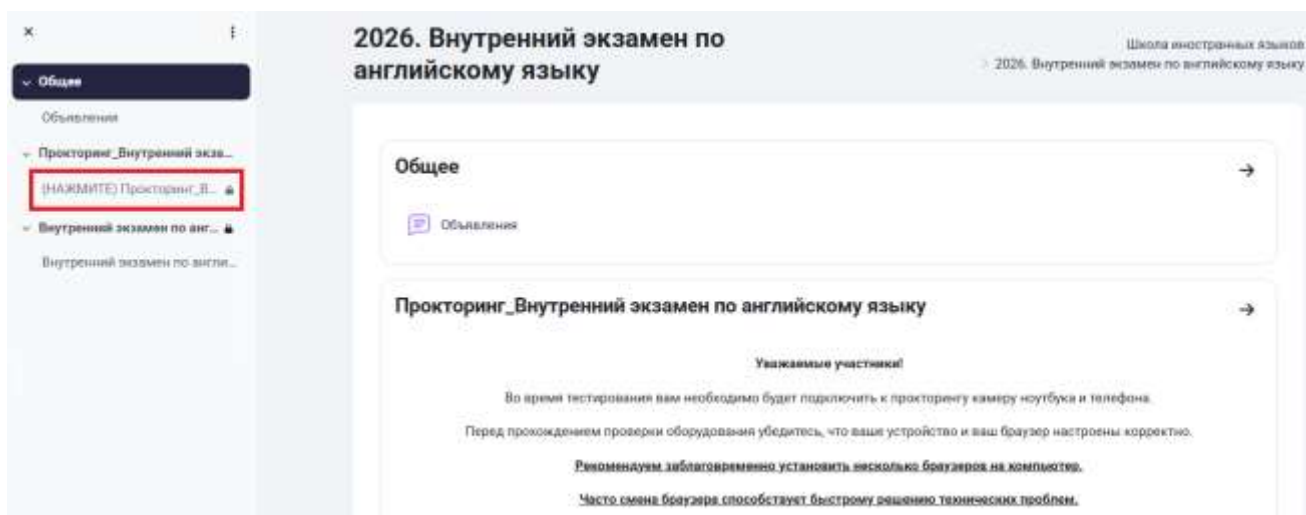 Общее
Объявления
Прокторинг_Внутренний экза...
(НАЖМИТЕ) Прокторинг_В...
Внутренний экзамен по анг...
Внутренний экзамен по англи...
2026. Внутренний экзамен по
английскому языку
Школа иностранных языков
2026. Внутренний экзамен по английскому языку
Общее
Объявления
Прокторинг_Внутренний экзамен по английскому языку
Уважаемые участники!
Во время тестирования вам необходимо будет подключить к прокторингу камеру ноутбука и телефона.
Перед прохождением проверки оборудования убедитесь, что ваше устройство и ваш браузер настроены корректно.
Рекомендуем заблаговременно установить несколько браузеров на компьютер.
Часто смена браузера способствует быстрому решению технических проблем.